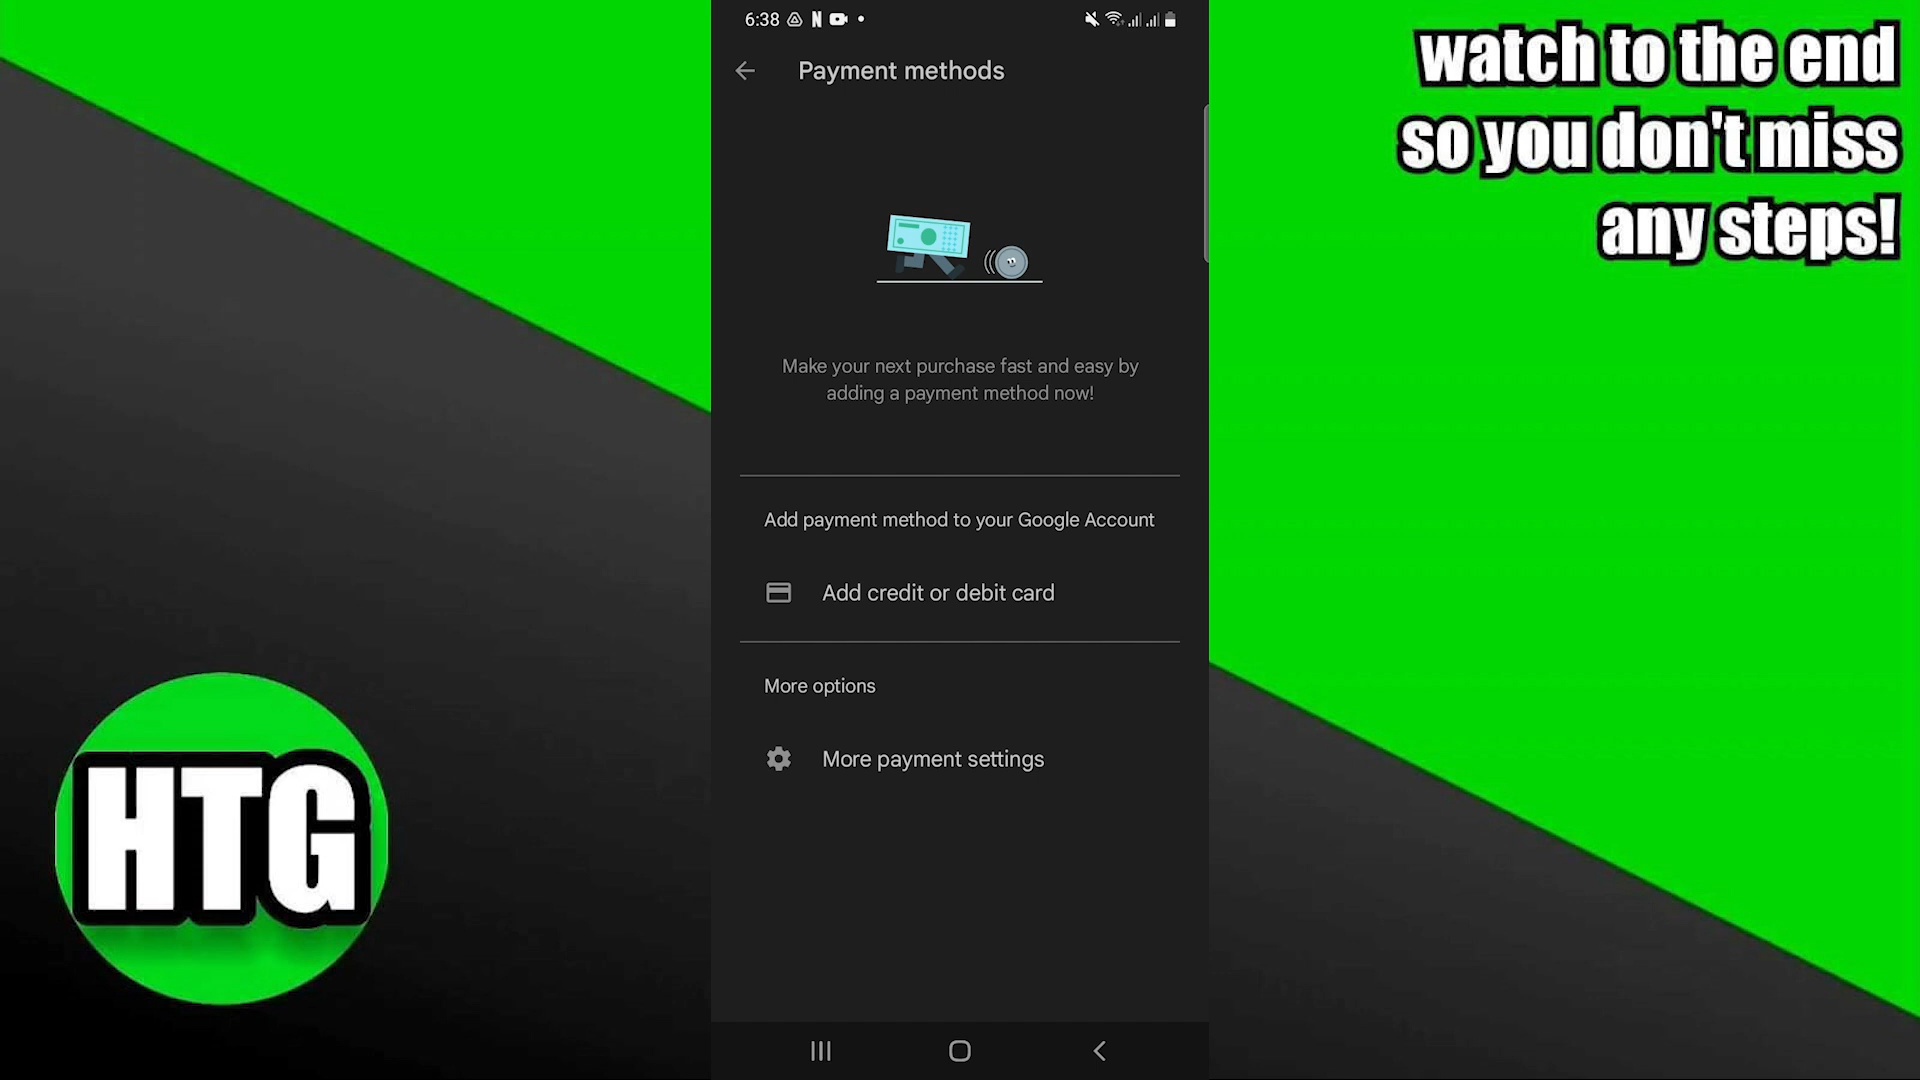 6:38
Payment methods
watch to the end
so you don't miss
any steps!
Make your next purchase fast and easy by
adding a payment method now!
Add payment method to your Google Account
Add credit or debit card
More options
More payment settings
HTG